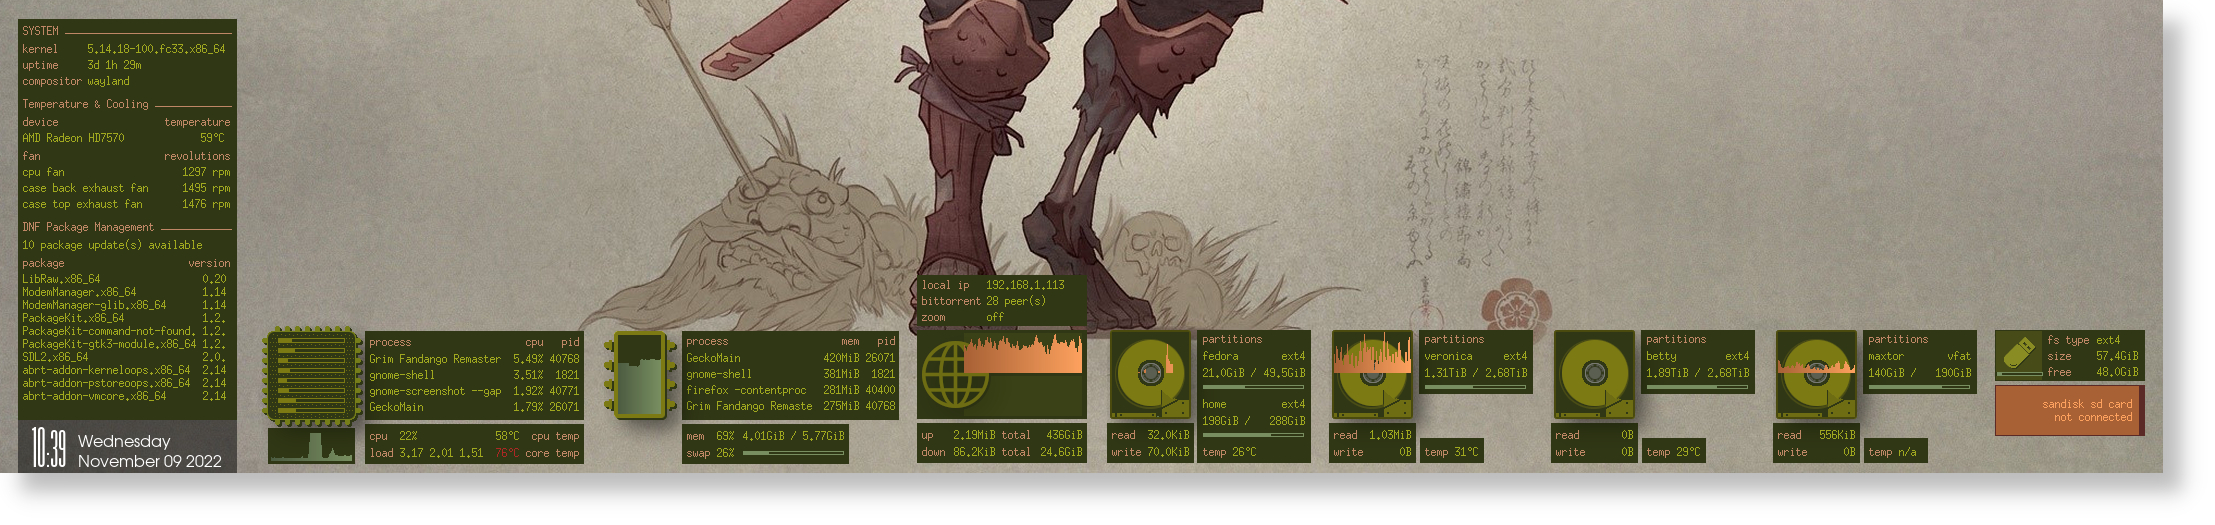 SYSTEM
kernel 5.14.18-100.fc33.x86_64
uptime 3d 1h 29m
compositor wayland
Temperature & Cooling
device temperature
AMD Radeon HD7570 59°C
fan revolutions
cpu fan 1297 rpm
case back exhaust fan 1495 rpm
case top exhaust fan 1476 rpm
DNF Package Management
10 package update(s) available
package version
LibRaw.x86_64 0.20
ModemManager.x86_64 1.14
ModemManager-glib.x86_64 1.14
PackageKit.x86_64 1.2.
PackageKit-command-not-found. 1.2.
PackageKit-gtk3-module.x86_64 1.2.
SDL2.x86_64 2.0.
abrt-addon-kerneloops.x86_64 2.14
abrt-addon-pstoreoops.x86_64 2.14
abrt-addon-vmcore.x86_64 2.14
10:39 Wednesday
November 09 2022
process cpu pid
Grim Fandango Remaster 5.49% 40768
gnome-shell 3.51% 1821
gnome-screenshot --gap 1.92% 40771
GeckoMain 1.79% 26071
cpu 22% 58°C cpu temp
load 3.17 2.01 1.51 76°C core temp
process mem pid
GeckoMain 420MiB 26071
gnome-shell 381MiB 1821
firefox -contentproc 281MiB 40400
Grim Fandango Remaste 275MiB 40768
mem 69% 4.01GiB / 5.77GiB
swap 26%
local ip 192.168.1.113
bittorrent 28 peer(s)
zoom off
up 2.19MiB total 436GiB
down 86.2KiB total 24.6GiB
partitions
fedora ext4
21.0GiB / 49.5GiB
home ext4
198GiB / 288GiB
read 32.0KiB
write 70.0KiB
temp 26°C
partitions
veronica ext4
1.31TiB / 2.68TiB
read 1.03MiB
write 0B
temp 31°C
partitions
betty ext4
1.89TiB / 2.68TiB
read 0B
write 0B
temp 29°C
partitions
maxtor vfat
140GiB / 190GiB
read 556KiB
write 0B
temp n/a
fs type ext4
size 57.4GiB
free 48.0GiB
sandisk sd card
not connected